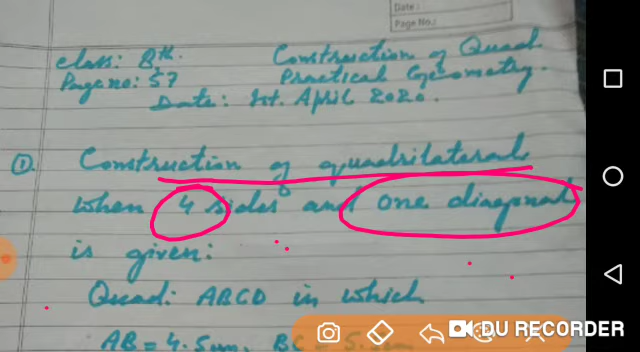 Date :
Page No.:
Class: 8th. Construction of Quad.
Page no: 57 Practical Geometry.
Date: 1st. April 2020.
①. Construction of quadrilateral
when 4 sides and one diagonal
is given:
Quad: ABCD in which
AB = 4.5cm, BC = 5.
DU RECORDER